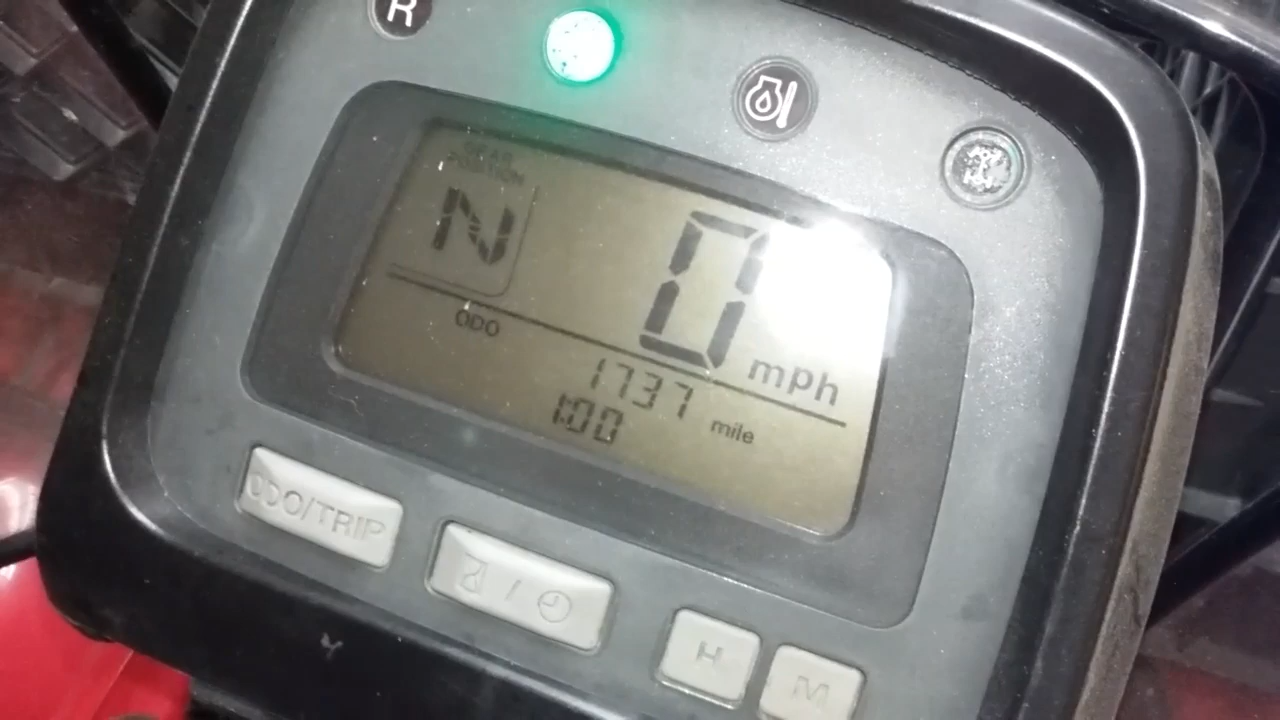 R
GEAR
POSITION
N
0 mph
ODO
1737 mile
1:00
ODO/TRIP
/
H
M